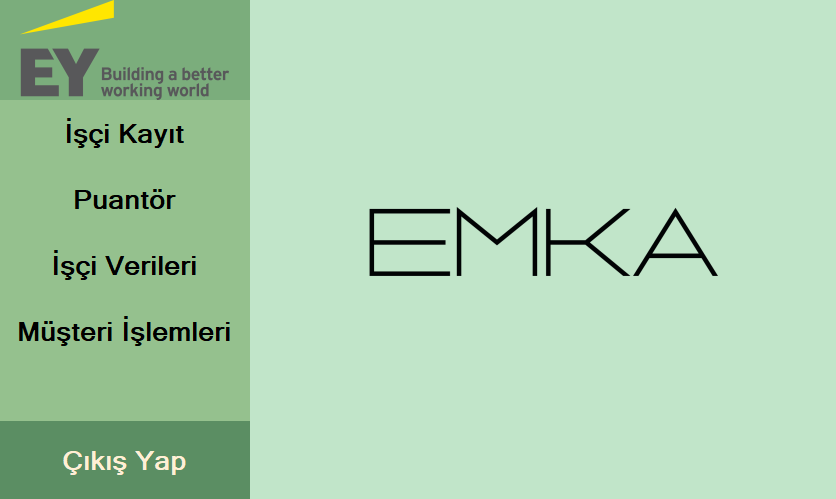 EY Building a better
working world
İşçi Kayıt
Puantör
İşçi Verileri
Müşteri İşlemleri
Çıkış Yap
EMKA